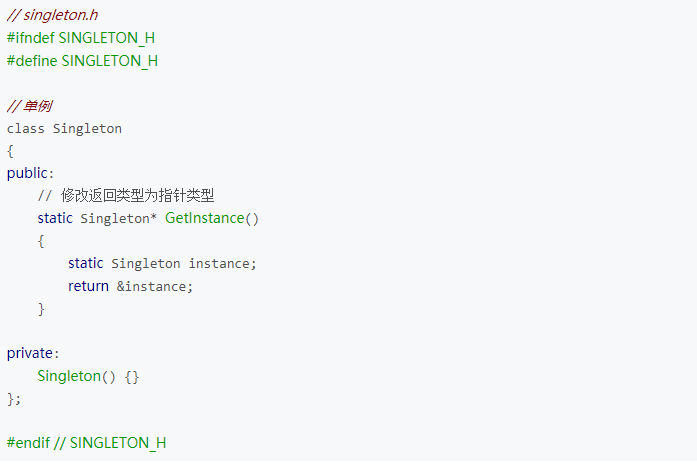 // singleton.h
#ifndef SINGLETON_H
#define SINGLETON_H
// 单例
class Singleton
{
public:
    // 修改返回类型为指针类型
    static Singleton* GetInstance()
    {
        static Singleton instance;
        return &instance;
    }
private:
    Singleton() {}
};
#endif // SINGLETON_H